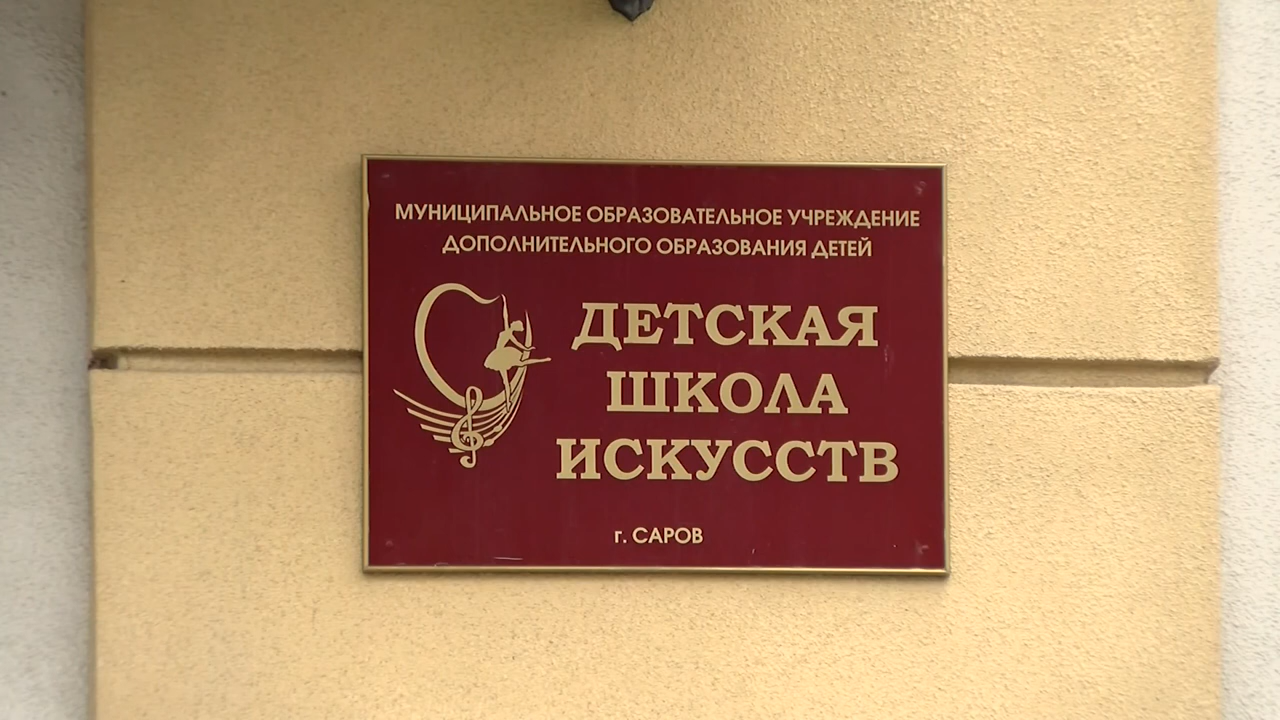 МУНИЦИПАЛЬНОЕ ОБРАЗОВАТЕЛЬНОЕ УЧРЕЖДЕНИЕ
ДОПОЛНИТЕЛЬНОГО ОБРАЗОВАНИЯ ДЕТЕЙ
ДЕТСКАЯ
ШКОЛА
ИСКУССТВ
г. САРОВ